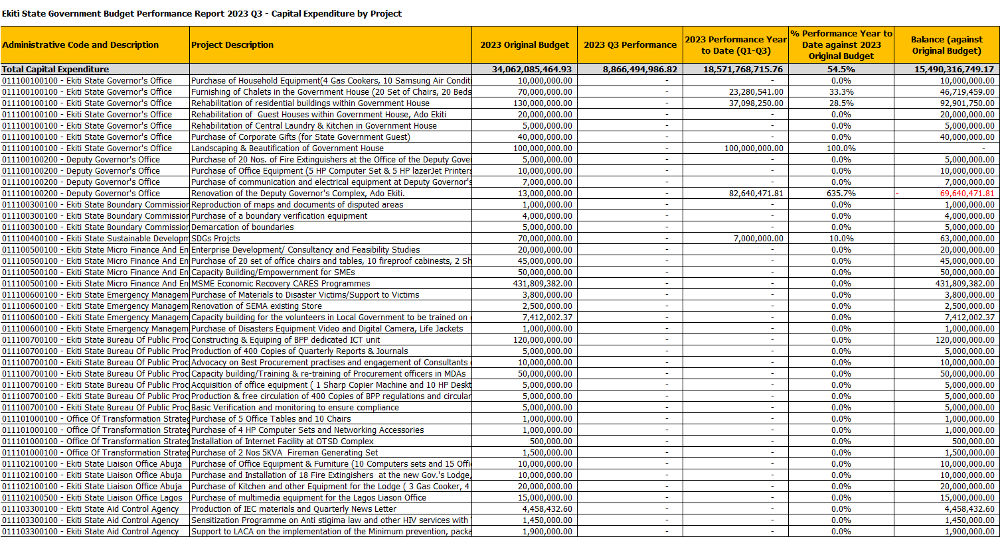 Ekiti State Government Budget Performance Report 2023 Q3 - Capital Expenditure by Project
Administrative Code and Description Project Description 2023 Original Budget 2023 Q3 Performance 2023 Performance Year to Date (Q1-Q3) % Performance Year to Date against 2023 Original Budget Balance (against Original Budget)
Total Capital Expenditure 34,062,085,464.93 8,866,494,986.82 18,571,768,715.76 54.5% 15,490,316,749.17
011100100100 - Ekiti State Governor's Office Purchase of Household Equipment(4 Gas Cookers, 10 Samsung Air Conditi 10,000,000.00 - - 0.0% 10,000,000.00
011100100100 - Ekiti State Governor's Office Furnishing of Chalets in the Government House (20 Set of Chairs, 20 Beds 70,000,000.00 - 23,280,541.00 33.3% 46,719,459.00
011100100100 - Ekiti State Governor's Office Rehabilitation of residential buildings within Government House 130,000,000.00 - 37,098,250.00 28.5% 92,901,750.00
011100100100 - Ekiti State Governor's Office Rehabilitation of  Guest Houses within Government House, Ado Ekiti 20,000,000.00 - - 0.0% 20,000,000.00
011100100100 - Ekiti State Governor's Office Rehabilitation of Central Laundry & Kitchen in Government House 5,000,000.00 - - 0.0% 5,000,000.00
011100100100 - Ekiti State Governor's Office Purchase of Corporate Gifts (for State Government Guest) 40,000,000.00 - - 0.0% 40,000,000.00
011100100100 - Ekiti State Governor's Office Landscaping & Beautification of Government House 100,000,000.00 - 100,000,000.00 100.0% -
011100100200 - Deputy Governor's Office Purchase of 20 Nos. of Fire Extinguishers at the Office of the Deputy Gover 5,000,000.00 - - 0.0% 5,000,000.00
011100100200 - Deputy Governor's Office Purchase of Office Equipment (5 HP Computer Set & 5 HP lazerJet Printers 10,000,000.00 - - 0.0% 10,000,000.00
011100100200 - Deputy Governor's Office Purchase of communication and electrical equipment at Deputy Governor's 7,000,000.00 - - 0.0% 7,000,000.00
011100100200 - Deputy Governor's Office Renovation of the Deputy Governor's Complex, Ado Ekiti. 13,000,000.00 - 82,640,471.81 635.7% - 69,640,471.81
011100300100 - Ekiti State Boundary Commission Reproduction of maps and documents of disputed areas 1,000,000.00 - - 0.0% 1,000,000.00
011100300100 - Ekiti State Boundary Commission Purchase of a boundary verification equipment 4,000,000.00 - - 0.0% 4,000,000.00
011100300100 - Ekiti State Boundary Commission Demarcation of boundaries 5,000,000.00 - - 0.0% 5,000,000.00
011100400100 - Ekiti State Sustainable Developm SDGs Projcts 70,000,000.00 - 7,000,000.00 10.0% 63,000,000.00
011100500100 - Ekiti State Micro Finance And En Enterprise Development/ Consultancy and Feasibility Studies 20,000,000.00 - - 0.0% 20,000,000.00
011100500100 - Ekiti State Micro Finance And En Purchase of 20 set of office chairs and tables, 10 fireproof cabinests, 2 Sh 45,000,000.00 - - 0.0% 45,000,000.00
011100500100 - Ekiti State Micro Finance And En Capacity Building/Empowernment for SMEs 50,000,000.00 - - 0.0% 50,000,000.00
011100500100 - Ekiti State Micro Finance And En MSME Economic Recovery CARES Programmes 431,809,382.00 - - 0.0% 431,809,382.00
011100600100 - Ekiti State Emergency Managem Purchase of Materials to Disaster Victims/Support to Victims 3,800,000.00 - - 0.0% 3,800,000.00
011100600100 - Ekiti State Emergency Managem Renovation of SEMA existing Store 2,500,000.00 - - 0.0% 2,500,000.00
011100600100 - Ekiti State Emergency Managem Capacity building for the volunteers in Local Government to be trained on 7,412,002.37 - - 0.0% 7,412,002.37
011100600100 - Ekiti State Emergency Managem Purchase of Disasters Equipment Video and Digital Camera, Life Jackets 1,000,000.00 - - 0.0% 1,000,000.00
011100700100 - Ekiti State Bureau Of Public Proc Constructing & Equiping of BPP dedicated ICT unit 120,000,000.00 - - 0.0% 120,000,000.00
011100700100 - Ekiti State Bureau Of Public Proc Production of 400 Copies of Quarterly Reports & Journals 5,000,000.00 - - 0.0% 5,000,000.00
011100700100 - Ekiti State Bureau Of Public Proc Advocacy on Best Procurement practises and engagement of Consultants 10,000,000.00 - - 0.0% 10,000,000.00
011100700100 - Ekiti State Bureau Of Public Proc Capacity building/Training & re-training of Procurement officers in MDAs 50,000,000.00 - - 0.0% 50,000,000.00
011100700100 - Ekiti State Bureau Of Public Proc Acquisition of office equipment ( 1 Sharp Copier Machine and 10 HP Deskt 5,000,000.00 - - 0.0% 5,000,000.00
011100700100 - Ekiti State Bureau Of Public Proc Production & free circulation of 400 Copies of BPP regulations and circular 5,000,000.00 - - 0.0% 5,000,000.00
011100700100 - Ekiti State Bureau Of Public Proc Basic Verification and monitoring to ensure compliance 5,000,000.00 - - 0.0% 5,000,000.00
011101000100 - Office Of Transformation Strateg Purchase of 5 Office Tables and 10 Chairs 1,000,000.00 - - 0.0% 1,000,000.00
011101000100 - Office Of Transformation Strateg Purchase of 4 HP Computer Sets and Networking Accessories 1,000,000.00 - - 0.0% 1,000,000.00
011101000100 - Office Of Transformation Strateg Installation of Internet Facility at OTSD Complex 500,000.00 - - 0.0% 500,000.00
011101000100 - Office Of Transformation Strateg Purchase of 2 Nos 5KVA  Fireman Generating Set 1,500,000.00 - - 0.0% 1,500,000.00
011102100100 - Ekiti State Liaison Office Abuja Purchase of Office Equipment & Furniture (10 Computers sets and 15 Offi 10,000,000.00 - - 0.0% 10,000,000.00
011102100100 - Ekiti State Liaison Office Abuja Purchase and Installation of 18 Fire Extingishers  at the new Gov.'s Lodge, 10,000,000.00 - - 0.0% 10,000,000.00
011102100100 - Ekiti State Liaison Office Abuja Purchase of Kitchen and other Equipment for the Lodge ( 3 Gas Cooker, 4 20,000,000.00 - - 0.0% 20,000,000.00
011102100500 - Ekiti State Liaison Office Lagos Purchase of multimedia equipment for the Lagos Liason Office 15,000,000.00 - - 0.0% 15,000,000.00
011103300100 - Ekiti State Aid Control Agency Production of IEC materials and Quarterly News Letter 4,458,432.60 - - 0.0% 4,458,432.60
011103300100 - Ekiti State Aid Control Agency Sensitization Programme on Anti stigima law and other HIV services with 1,450,000.00 - - 0.0% 1,450,000.00
011103300100 - Ekiti State Aid Control Agency Support to LACA on the implementation of the Minimum prevention, packa 1,900,000.00 - - 0.0% 1,900,000.00